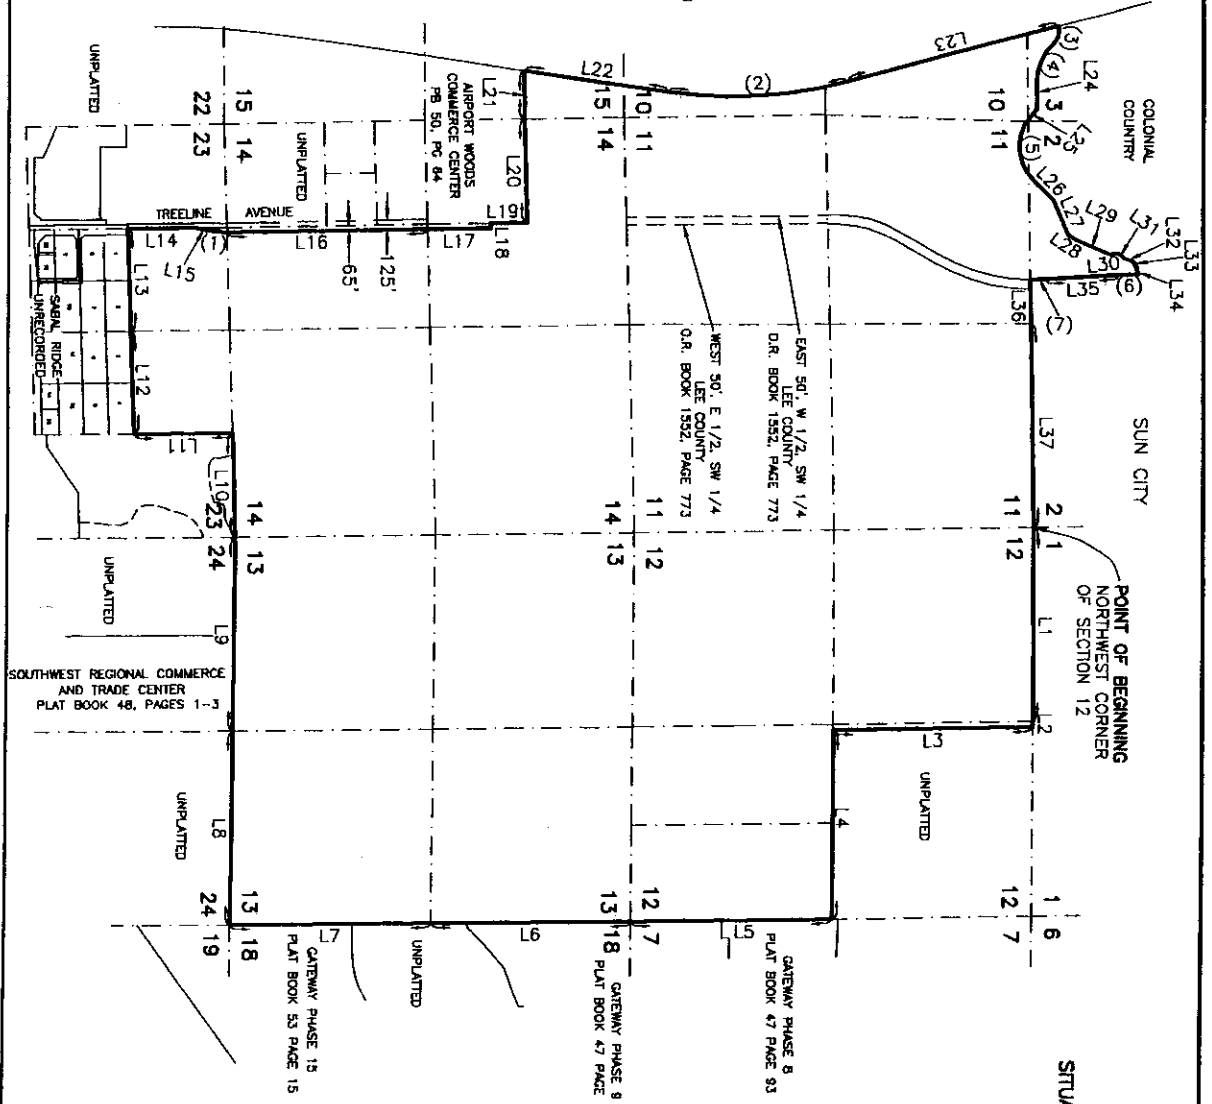 SITUA
COLONIAL
COUNTRY
SUN CITY
POINT OF BEGINNING
NORTHWEST CORNER
OF SECTION 12
(3)
(4)
L24
L25
(5)
L26
L27
L28
L29
L30
L31
L32
L33
L34
(6)
L35
(7)
L36
L37
L1
L2
L3
L4
L5
L6
L7
L8
L9
L10
L11
L12
L13
L14
L15
(1)
L16
L17
L18
L19
L20
L21
L22
(2)
L23
3
2
10
11
2
1
11
12
1
6
12
7
10
11
15
14
11
12
14
13
12
7
13
18
15
14
22
23
14
13
23
24
13
18
24
19
EAST 50', W 1/2, SW 1/4
LEE COUNTY
D.R. BOOK 1552, PAGE 773
WEST 50', E 1/2, SW 1/4
LEE COUNTY
O.R. BOOK 1552, PAGE 773
AIRPORT WOODS
COMMERCE CENTER
PB 50, PG 84
UNPLATTED
TREELINE AVENUE
65'
125'
UNPLATTED
SABAL RIDGE
UNRECORDED
UNPLATTED
SOUTHWEST REGIONAL COMMERCE
AND TRADE CENTER
PLAT BOOK 48, PAGES 1-3
UNPLATTED
UNPLATTED
GATEWAY PHASE 8
PLAT BOOK 47 PAGE 93
GATEWAY PHASE 9
PLAT BOOK 47 PAGE
UNPLATTED
GATEWAY PHASE 15
PLAT BOOK 53 PAGE 15